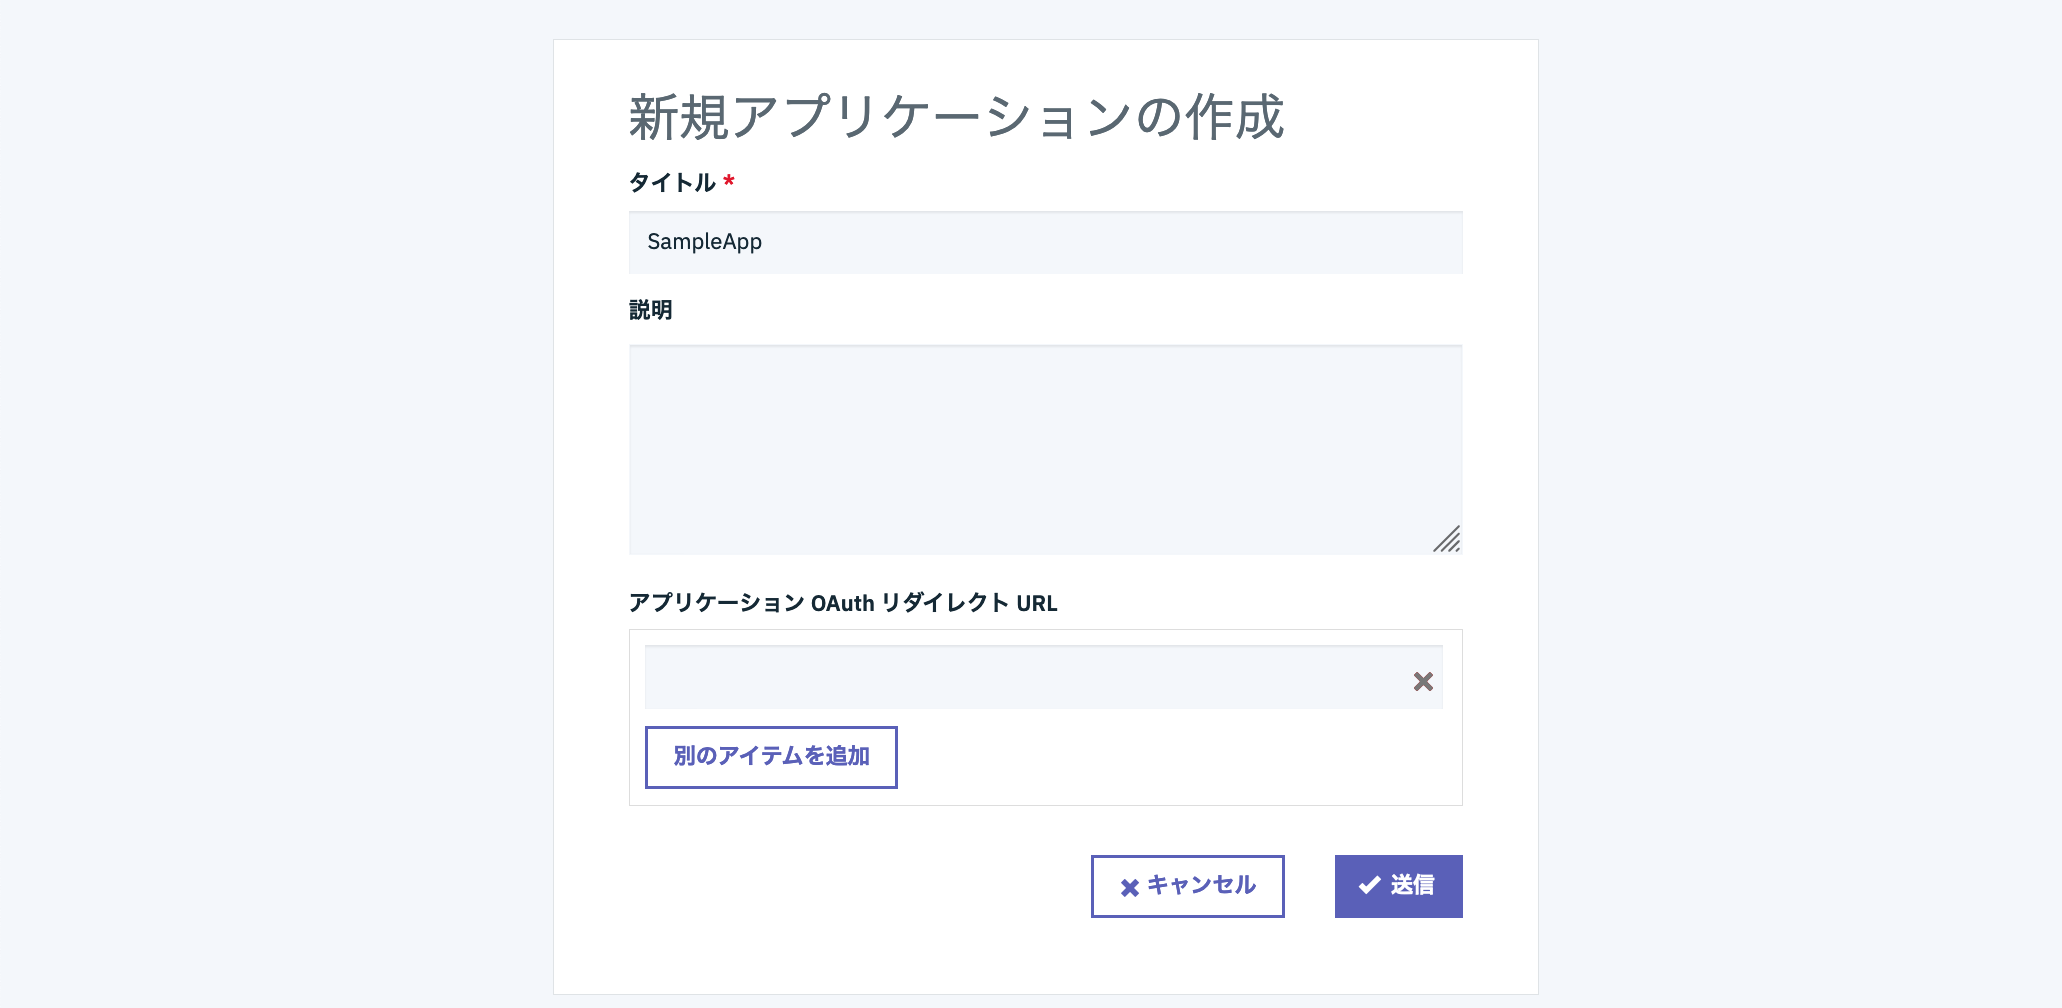 新規アプリケーションの作成
タイトル *
SampleApp
説明
アプリケーション OAuth リダイレクト URL
別のアイテムを追加
キャンセル
送信